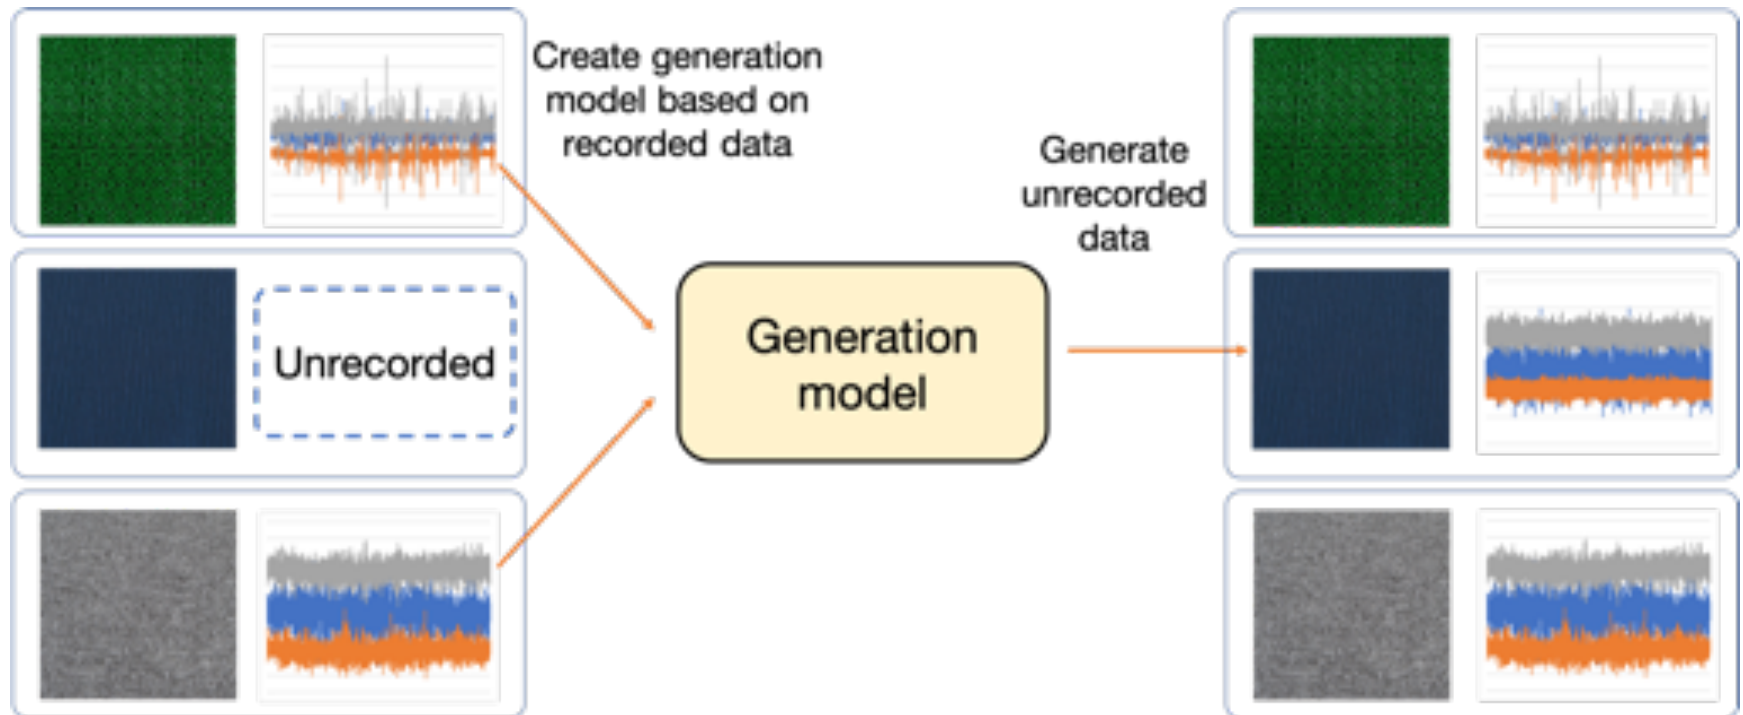 Create generation
model based on
recorded data
Generate
unrecorded
data
Unrecorded
Generation
model